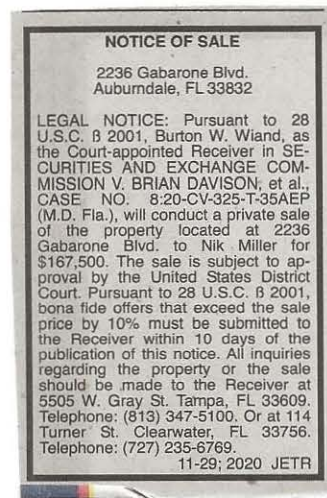 NOTICE OF SALE
2236 Gabarone Blvd.
Auburndale, FL 33832
LEGAL NOTICE: Pursuant to 28
U.S.C. ß 2001, Burton W. Wiand, as
the Court-appointed Receiver in SE-
CURITIES AND EXCHANGE COM-
MISSION V. BRIAN DAVISON, et al.,
CASE NO. 8:20-CV-325-T-35AEP
(M.D. Fla.), will conduct a private sale
of the property located at 2236
Gabarone Blvd. to Nik Miller for
$167,500. The sale is subject to ap-
proval by the United States District
Court. Pursuant to 28 U.S.C. ß 2001,
bona fide offers that exceed the sale
price by 10% must be submitted to
the Receiver within 10 days of the
publication of this notice. All inquiries
regarding the property or the sale
should be made to the Receiver at
5505 W. Gray St. Tampa, FL 33609.
Telephone: (813) 347-5100. Or at 114
Turner St. Clearwater, FL 33756.
Telephone: (727) 235-6769.
11-29; 2020 JETR